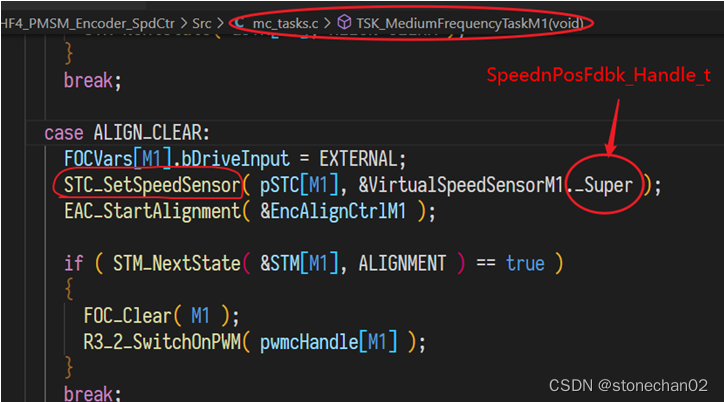 HF4_PMSM_Encoder_SpdCtr > Src > C mc_tasks.c > TSK_MediumFrequencyTaskM1(void)
}
break;
SpeednPosFdbk_Handle_t
case ALIGN_CLEAR:
FOCVars[M1].bDriveInput = EXTERNAL;
STC_SetSpeedSensor( pSTC[M1], &VirtualSpeedSensorM1._Super );
EAC_StartAlignment( &EncAlignCtrlM1 );
if ( STM_NextState( &STM[M1], ALIGNMENT ) == true )
{
FOC_Clear( M1 );
R3_2_SwitchOnPWM( pwmcHandle[M1] );
}
break;
CSDN @stonechan02